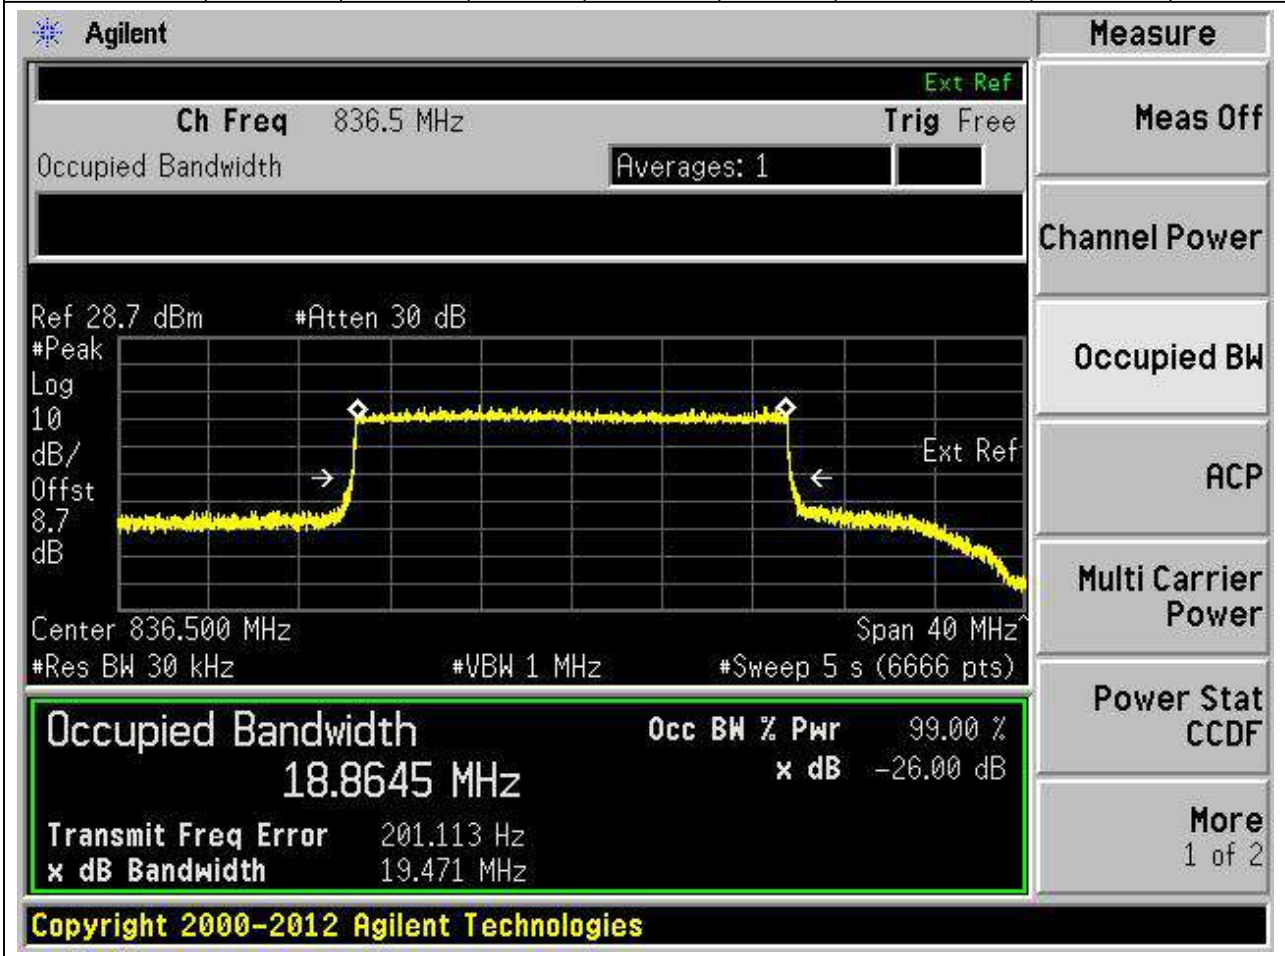 Agilent
Measure
Ext Ref
Ch Freq 836.5 MHz Trig Free
Occupied Bandwidth Averages: 1
Meas Off
Channel Power
Occupied BW
ACP
Multi Carrier
Power
Power Stat
CCDF
More
1 of 2
Ref 28.7 dBm #Atten 30 dB
#Peak
Log
10
dB/
Offst
8.7
dB
Ext Ref
Center 836.500 MHz Span 40 MHz^
#Res BW 30 kHz #VBW 1 MHz #Sweep 5 s (6666 pts)
Occupied Bandwidth Occ BW % Pwr 99.00 %
18.8645 MHz x dB -26.00 dB
Transmit Freq Error 201.113 Hz
x dB Bandwidth 19.471 MHz
Copyright 2000-2012 Agilent Technologies